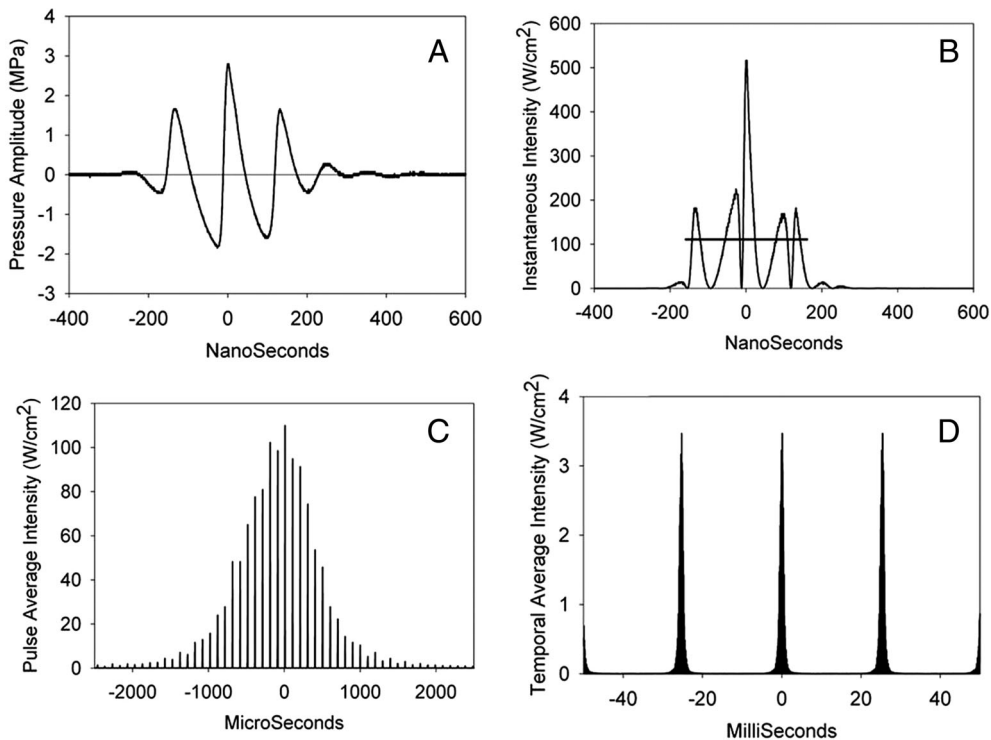 A
Pressure Amplitude (MPa)
4
3
2
1
0
-1
-2
-3
-400 -200 0 200 400 600
NanoSeconds
B
Instantaneous Intensity (W/cm2)
600
500
400
300
200
100
0
-400 -200 0 200 400 600
NanoSeconds
C
Pulse Average Intensity (W/cm2)
120
100
80
60
40
20
0
-2000 -1000 0 1000 2000
MicroSeconds
D
Temporal Average Intensity (W/cm2)
4
3
2
1
0
-40 -20 0 20 40
MilliSeconds